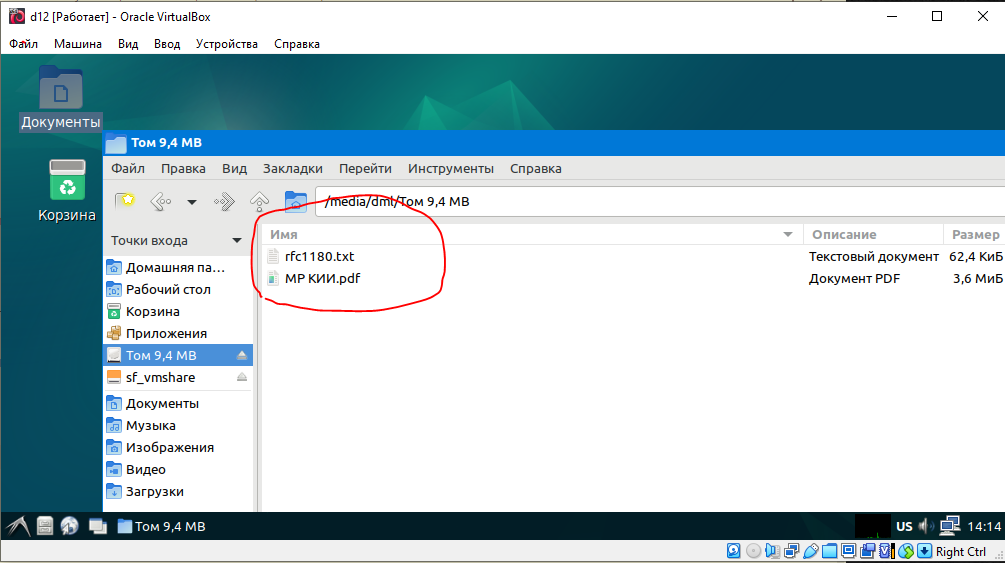 d12 [Работает] - Oracle VirtualBox
Файл Машина Вид Ввод Устройства Справка
Документы
Корзина
Том 9,4 MB
Файл Правка Вид Закладки Перейти Инструменты Справка
/media/dml/Том 9,4 MB
Точки входа
Домашняя па...
Рабочий стол
Корзина
Приложения
Том 9,4 MB
sf_vmshare
Документы
Музыка
Изображения
Видео
Загрузки
Имя Описание Размер
rfc1180.txt Текстовый документ 62,4 КиБ
МР КИИ.pdf Документ PDF 3,6 МиБ
Том 9,4 MB
US 14:14
Right Ctrl